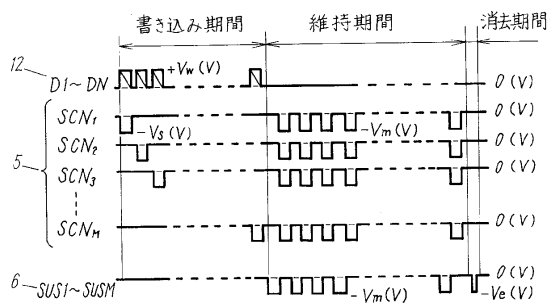 書き込み期間 維持期間 消去期間
12 D1~DN +Vw(V) 0(V)
SCN1 -Vs(V) -Vm(V) 0(V)
SCN2 0(V)
5 SCN3 0(V)
SCNM 0(V)
6 SUS1~SUSM -Vm(V) 0(V)
-Ve(V)